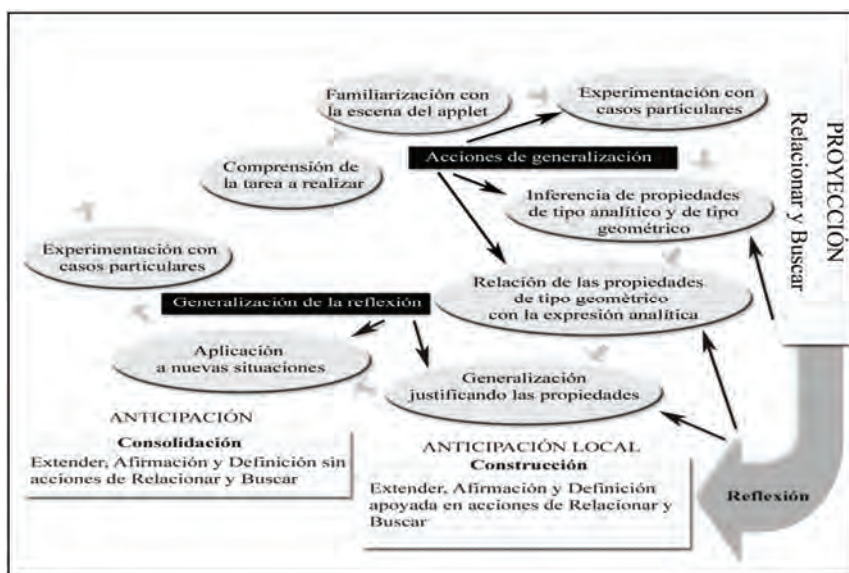 Familiarización con
la escena del applet
Experimentación con
casos particulares
PROYECCIÓN
Relacionar y Buscar
Acciones de generalización
Comprensión de
la tarea a realizar
Inferencia de propiedades
de tipo analítico y de tipo
geométrico
Experimentación con
casos particulares
Relación de las propiedades
de tipo geomètrico
con la expresión analítica
Generalización de la reflexión
Aplicación
a nuevas situaciones
Generalización
justificando las propiedades
ANTICIPACIÓN
Consolidación
Extender, Afirmación y Definición sin
acciones de Relacionar y Buscar
ANTICIPACIÓN LOCAL
Construcción
Extender, Afirmación y Definición
apoyada en acciones de Relacionar y
Buscar
Reflexión